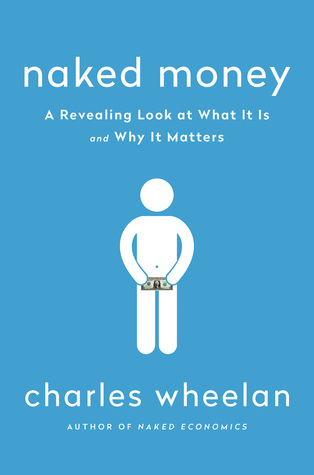 naked money
A Revealing Look at What It Is
and Why It Matters
charles wheelan
AUTHOR OF NAKED ECONOMICS